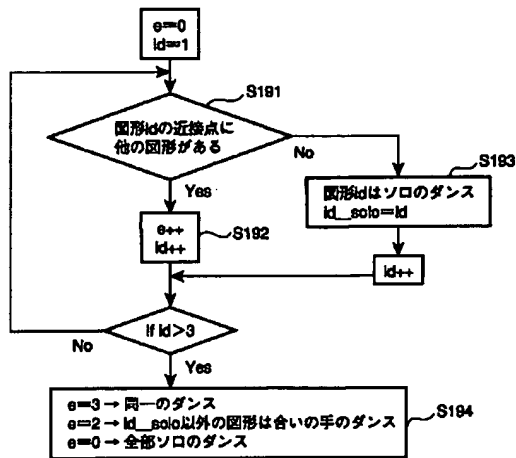 e=0
id=1
S191
図形idの近接点に
他の図形がある
No
S193
Yes
図形idはソロのダンス
id__solo=id
e++
id++
S192
id++
if id>3
No
Yes
e=3→同一のダンス
e=2→id__solo以外の図形は合いの手のダンス
e=0→全部ソロのダンス
S194